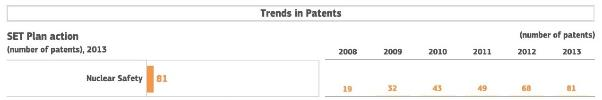 Trends in Patents
SET Plan action
(number of patents), 2013
(number of patents)
2008 2009 2010 2011 2012 2013
Nuclear Safety 81
19 32 43 49 68 81